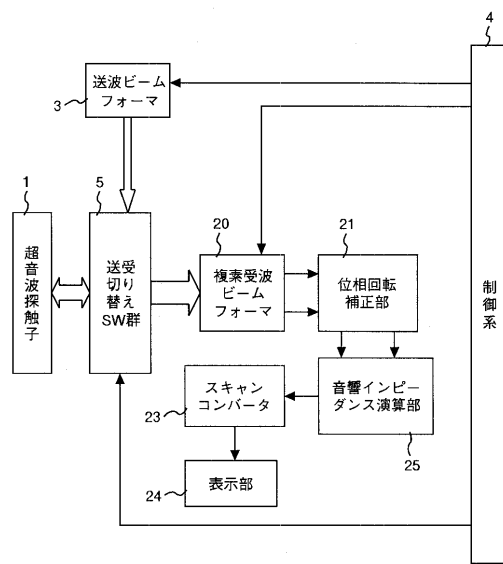 4
送波ビーム
フォーマ
3
1
5
超音波探触子
送受
切り替え
SW群
20
複素受波
ビーム
フォーマ
21
位相回転
補正部
制御系
スキャン
コンバータ
23
音響インピー
ダンス演算部
25
表示部
24